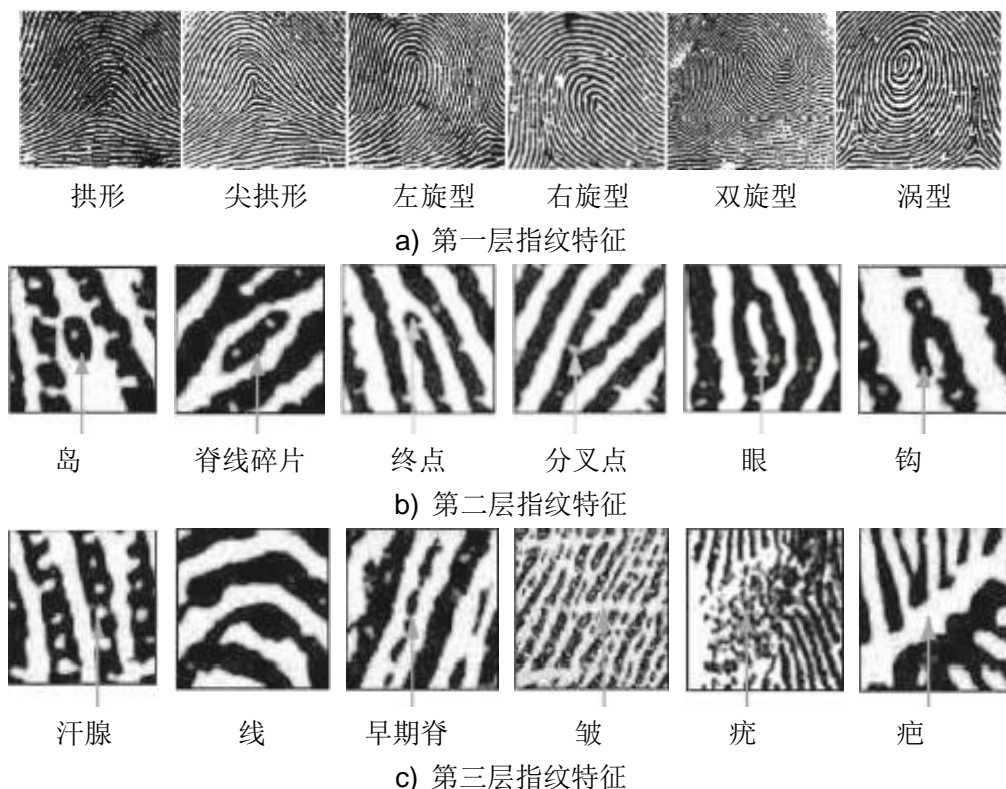 拱形 尖拱形 左旋型 右旋型 双旋型 涡型
a) 第一层指纹特征
岛 脊线碎片 终点 分叉点 眼 钩
b) 第二层指纹特征
汗腺 线 早期脊 皱 疣 疤
c) 第三层指纹特征